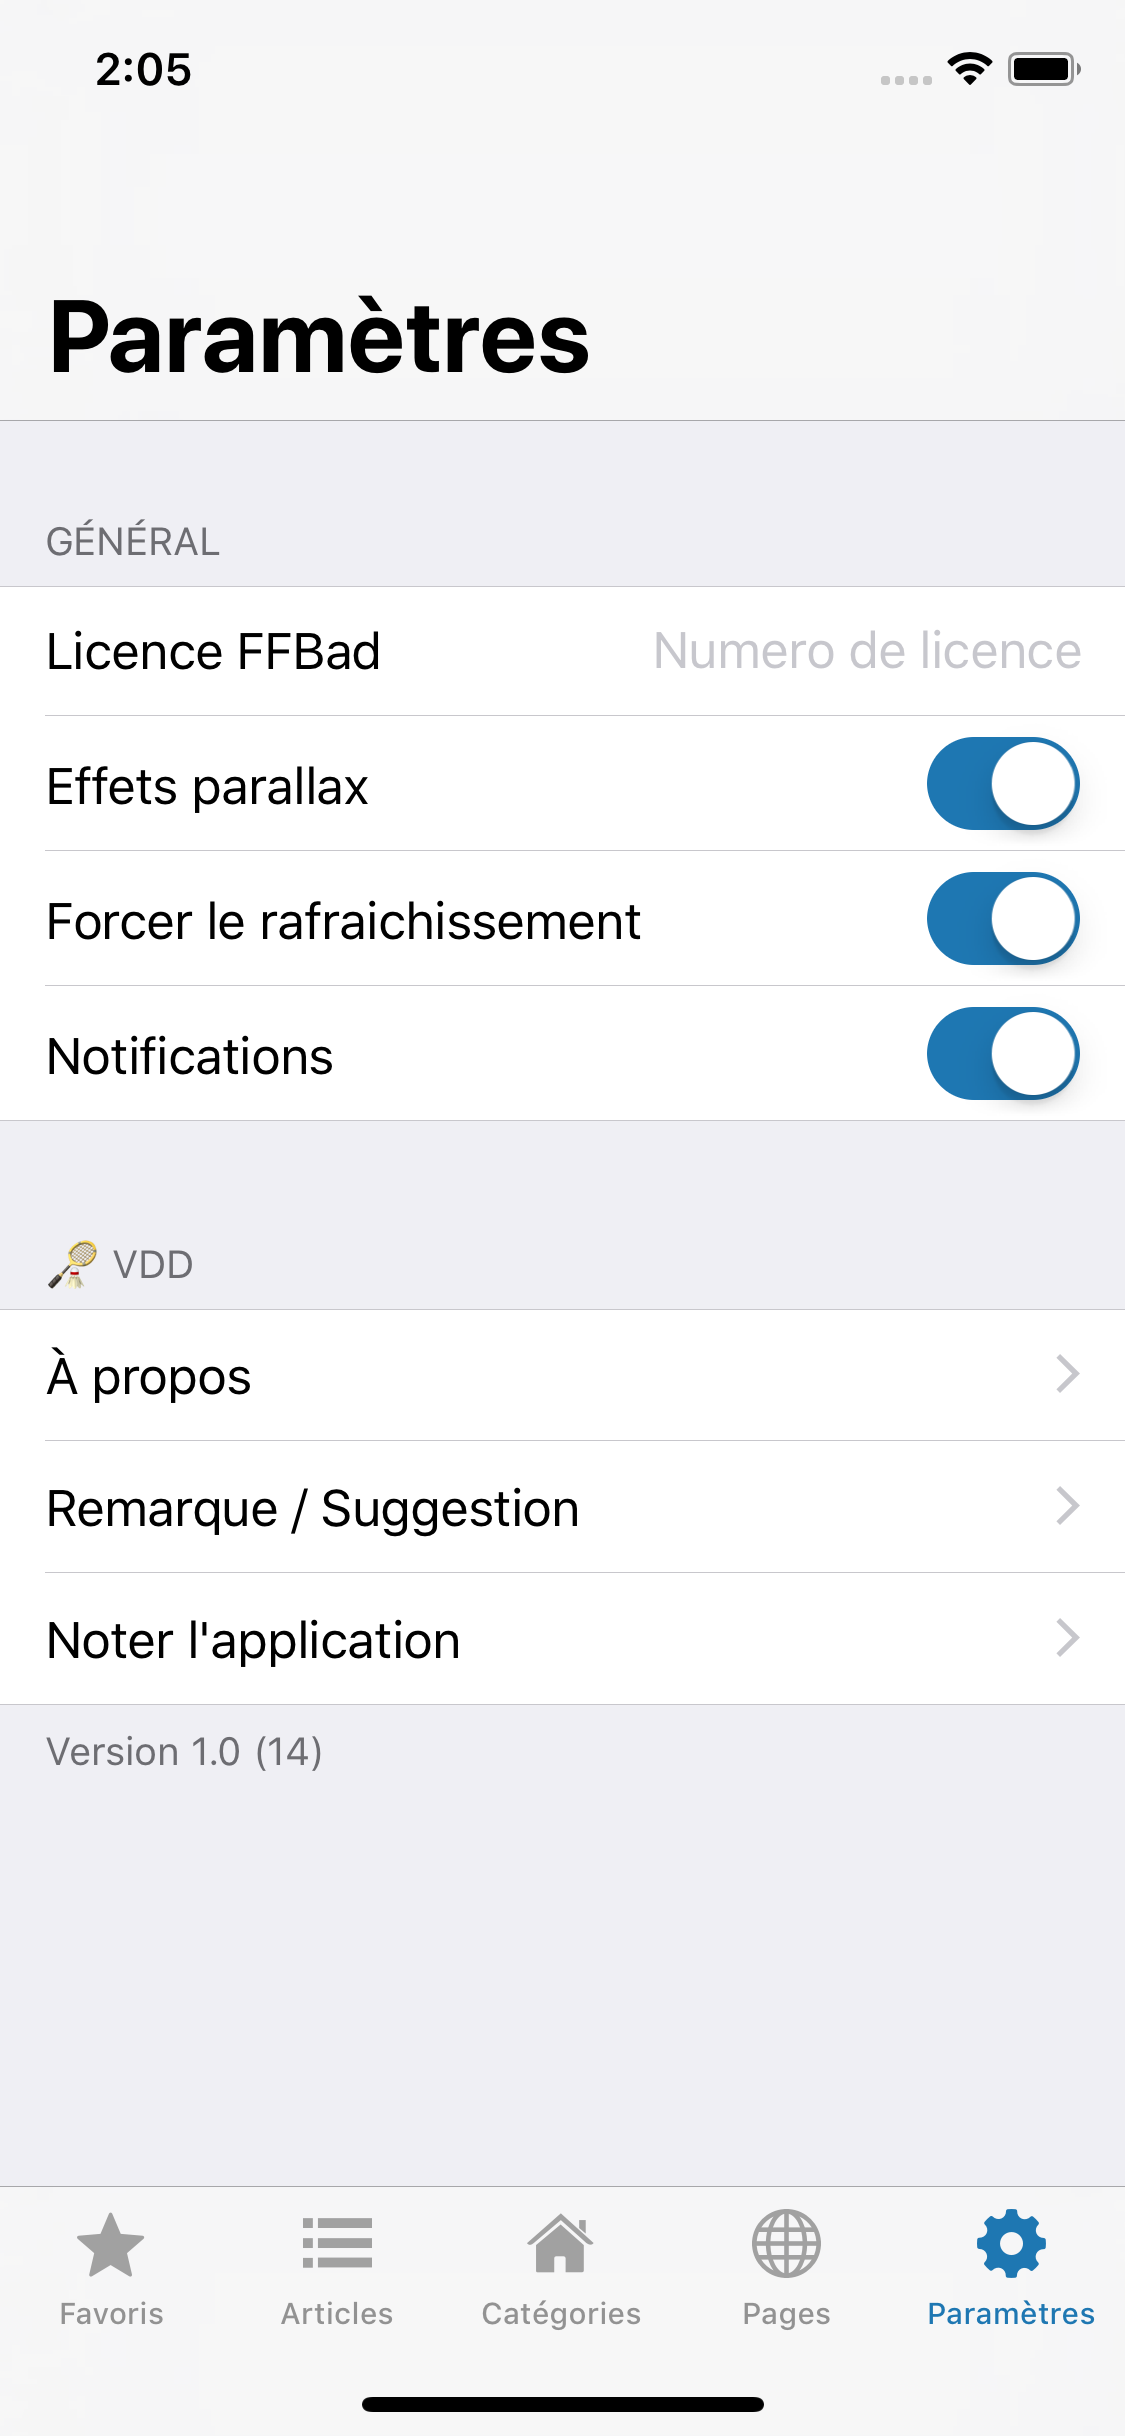 2:05
Paramètres
GÉNÉRAL
Licence FFBad Numero de licence
Effets parallax
Forcer le rafraichissement
Notifications
🏸 VDD
À propos
Remarque / Suggestion
Noter l'application
Version 1.0 (14)
Favoris Articles Catégories Pages Paramètres